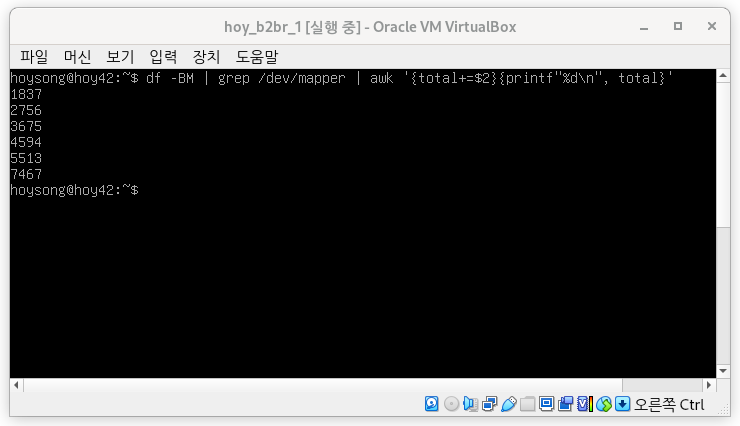 hoy_b2br_1 [실행 중] - Oracle VM VirtualBox
파일 머신 보기 입력 장치 도움말
hoysong@hoy42:~$ df -BM | grep /dev/mapper | awk '{total+=$2}{printf"%d\n", total}'
1837
2756
3675
4594
5513
7467
hoysong@hoy42:~$
오른쪽 Ctrl